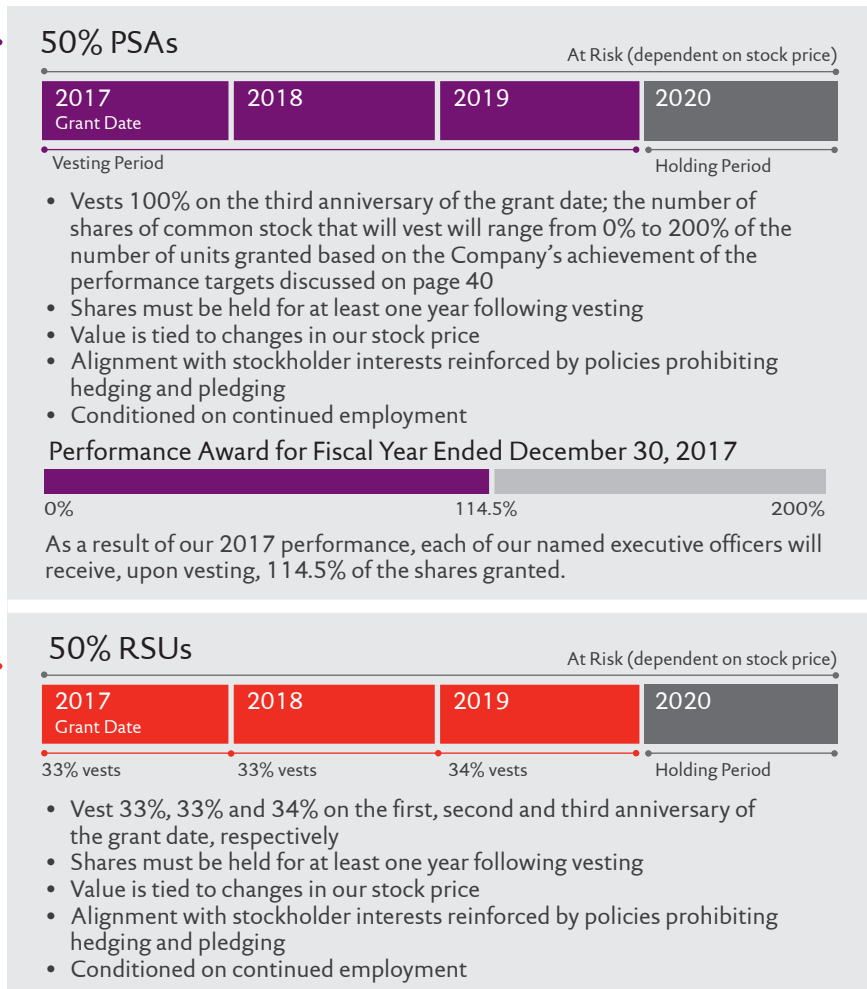 50% PSAs
At Risk (dependent on stock price)
2017
Grant Date
2018
2019
2020
Vesting Period
Holding Period
• Vests 100% on the third anniversary of the grant date; the number of
shares of common stock that will vest will range from 0% to 200% of the
number of units granted based on the Company’s achievement of the
performance targets discussed on page 40
• Shares must be held for at least one year following vesting
• Value is tied to changes in our stock price
• Alignment with stockholder interests reinforced by policies prohibiting
hedging and pledging
• Conditioned on continued employment
Performance Award for Fiscal Year Ended December 30, 2017
0%
114.5%
200%
As a result of our 2017 performance, each of our named executive officers will
receive, upon vesting, 114.5% of the shares granted.
50% RSUs
At Risk (dependent on stock price)
2017
Grant Date
2018
2019
2020
33% vests
33% vests
34% vests
Holding Period
• Vest 33%, 33% and 34% on the first, second and third anniversary of
the grant date, respectively
• Shares must be held for at least one year following vesting
• Value is tied to changes in our stock price
• Alignment with stockholder interests reinforced by policies prohibiting
hedging and pledging
• Conditioned on continued employment